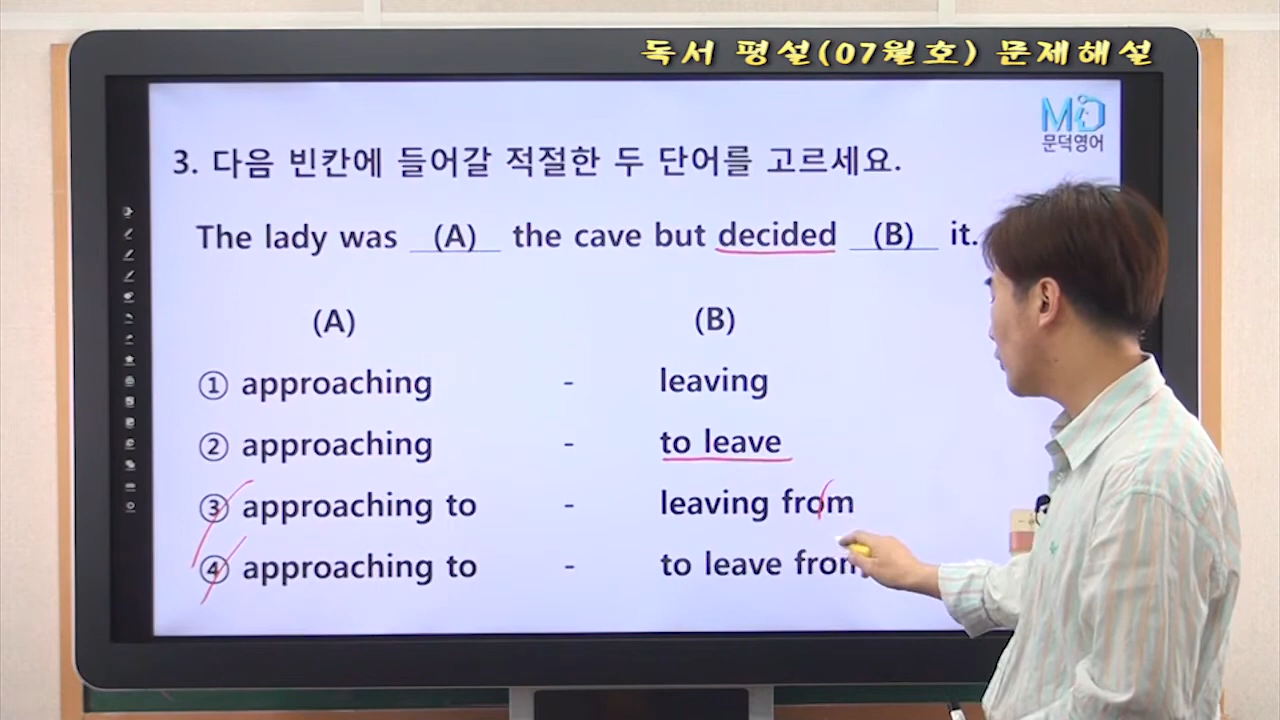 독서 평설(07월호) 문제해설
MD
문덕영어
3. 다음 빈칸에 들어갈 적절한 두 단어를 고르세요.
The lady was (A) the cave but decided (B) it.
(A) (B)
① approaching - leaving
② approaching - to leave
③ approaching to - leaving from
④ approaching to - to leave from